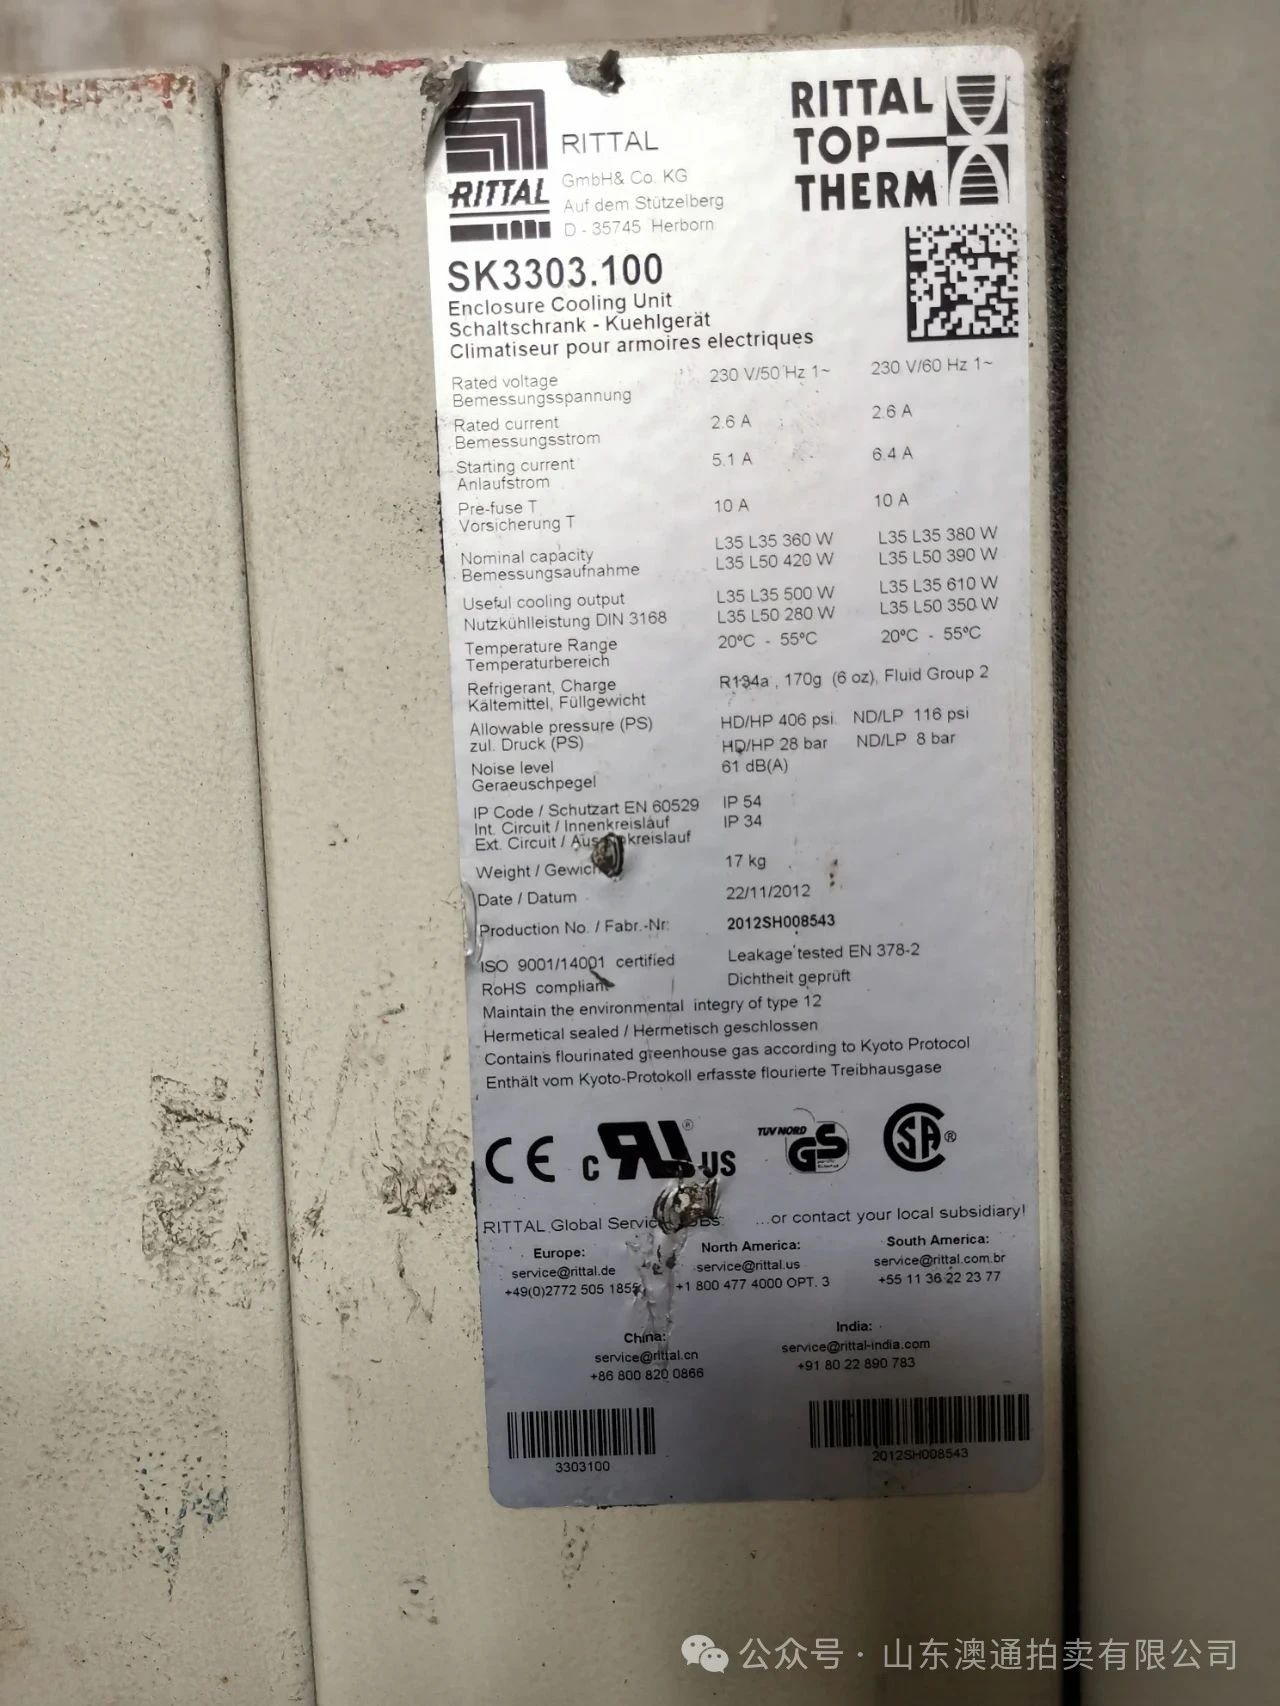 RITTAL
RITTAL
GmbH& Co. KG
Auf dem Stützelberg
D - 35745 Herborn
RITTAL
TOP
THERM
SK3303.100
Enclosure Cooling Unit
Schaltschrank - Kuehlgerät
Climatiseur pour armoires electriques
Rated voltage 230 V/50 Hz 1~ 230 V/60 Hz 1~
Bemessungsspannung
Rated current 2.6 A 2.6 A
Bemessungsstrom
Starting current 5.1 A 6.4 A
Anlaufstrom
Pre-fuse T 10 A 10 A
Vorsicherung T
Nominal capacity L35 L35 360 W L35 L35 380 W
Bemessungsaufnahme L35 L50 420 W L35 L50 390 W
Useful cooling output L35 L35 500 W L35 L35 610 W
Nutzkühlleistung DIN 3168 L35 L50 280 W L35 L50 350 W
Temperature Range 20°C - 55°C 20°C - 55°C
Temperaturbereich
Refrigerant, Charge R134a , 170g (6 oz), Fluid Group 2
Kältemittel, Füllgewicht
Allowable pressure (PS) HD/HP 406 psi ND/LP 116 psi
zul. Druck (PS) HD/HP 28 bar ND/LP 8 bar
Noise level 61 dB(A)
Geraeuschpegel
IP Code / Schutzart EN 60529 IP 54
Int. Circuit / Innenkreislauf IP 34
Ext. Circuit /
Weight / 17 kg
Date / Datum 22/11/2012
Production No. / Fabr.-Nr: 2012SH008543
ISO 9001/14001 certified Leakage tested EN 378-2
RoHS compliant Dichtheit geprüft
Maintain the environmental integry of type 12
Hermetical sealed / Hermetisch geschlossen
Contains flourinated greenhouse gas according to Kyoto Protocol
Enthält vom Kyoto-Protokoll erfasste flourierte Treibhausgase
CE c RU ® US TUV NORD GS SA ®
RITTAL Global ...or contact your local subsidiary!
Europe: North America: South America:
service@rittal.de service@rittal.us service@rittal.com.br
+49(0)2772 505 1855 +1 800 477 4000 OPT. 3 +55 11 36 22 23 77
China: India:
service@rittal.cn service@rittal-india.com
+86 800 820 0866 +91 80 22 890 783
3303100 2012SH008543
公众号 · 山东澳通拍卖有限公司